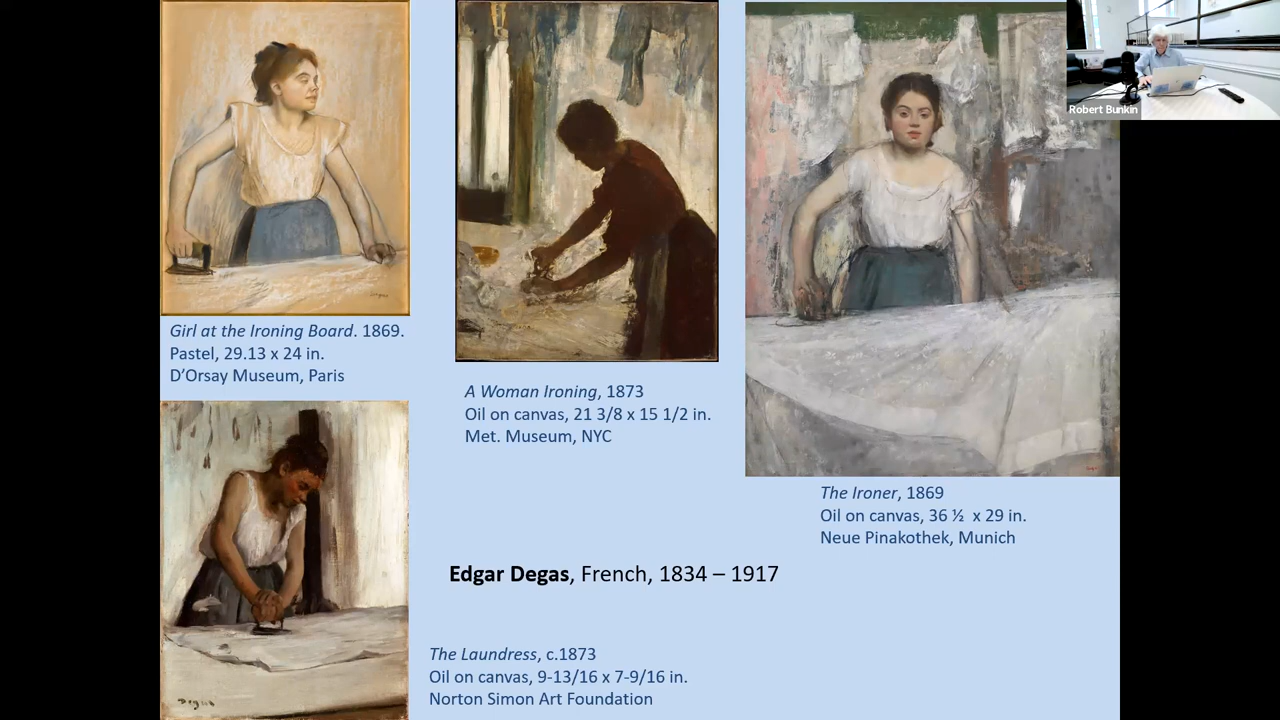 Robert Bunkin
Girl at the Ironing Board. 1869.
Pastel, 29.13 x 24 in.
D’Orsay Museum, Paris
A Woman Ironing, 1873
Oil on canvas, 21 3/8 x 15 1/2 in.
Met. Museum, NYC
The Ironer, 1869
Oil on canvas, 36 ½  x 29 in.
Neue Pinakothek, Munich
Edgar Degas, French, 1834 – 1917
The Laundress, c.1873
Oil on canvas, 9-13/16 x 7-9/16 in.
Norton Simon Art Foundation
Degas